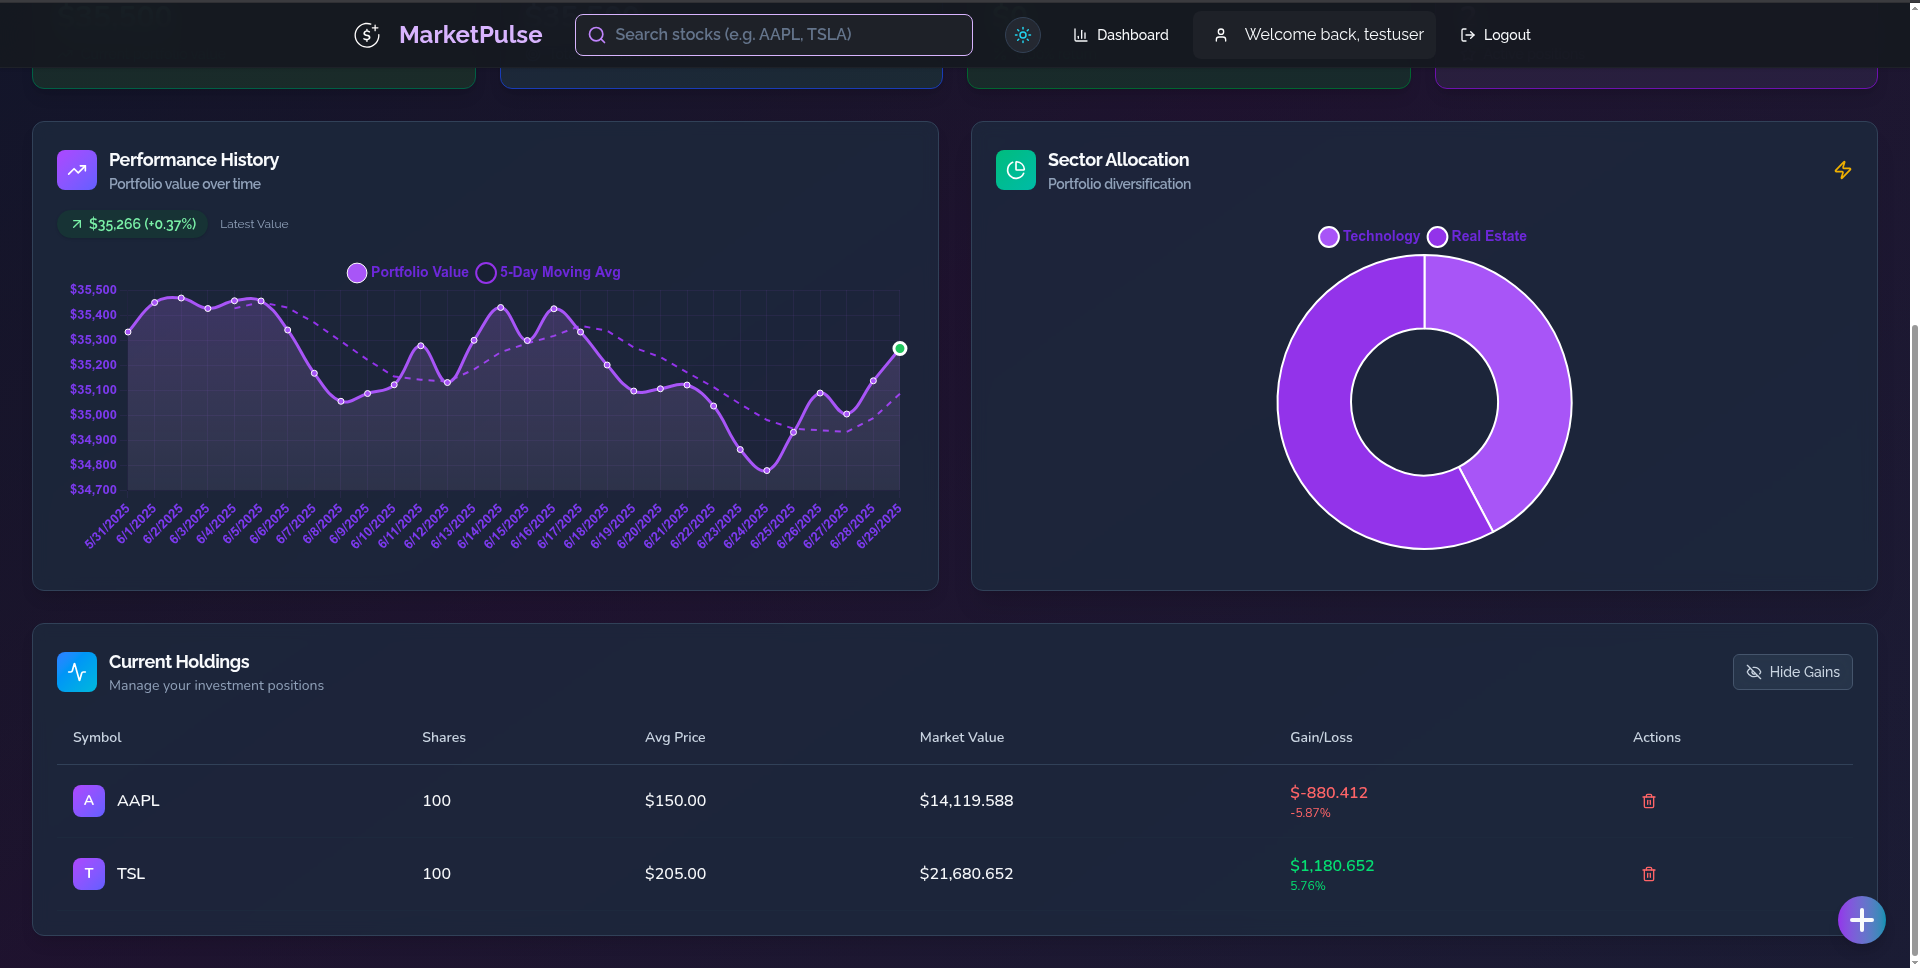 MarketPulse
Search stocks (e.g. AAPL, TSLA)
Dashboard
Welcome back, testuser
Logout
Performance History
Portfolio value over time
$35,266 (+0.37%)
Latest Value
Portfolio Value
5-Day Moving Avg
$35,500
$35,400
$35,300
$35,200
$35,100
$35,000
$34,900
$34,800
$34,700
5/31/2025
6/1/2025
6/2/2025
6/3/2025
6/4/2025
6/5/2025
6/6/2025
6/7/2025
6/8/2025
6/9/2025
6/10/2025
6/11/2025
6/12/2025
6/13/2025
6/14/2025
6/15/2025
6/16/2025
6/17/2025
6/18/2025
6/19/2025
6/20/2025
6/21/2025
6/22/2025
6/23/2025
6/24/2025
6/25/2025
6/26/2025
6/27/2025
6/28/2025
6/29/2025
Sector Allocation
Portfolio diversification
Technology
Real Estate
Current Holdings
Manage your investment positions
Hide Gains
Symbol Shares Avg Price Market Value Gain/Loss Actions
A AAPL 100 $150.00 $14,119.588 $-880.412
-5.87%
T TSL 100 $205.00 $21,680.652 $1,180.652
5.76%